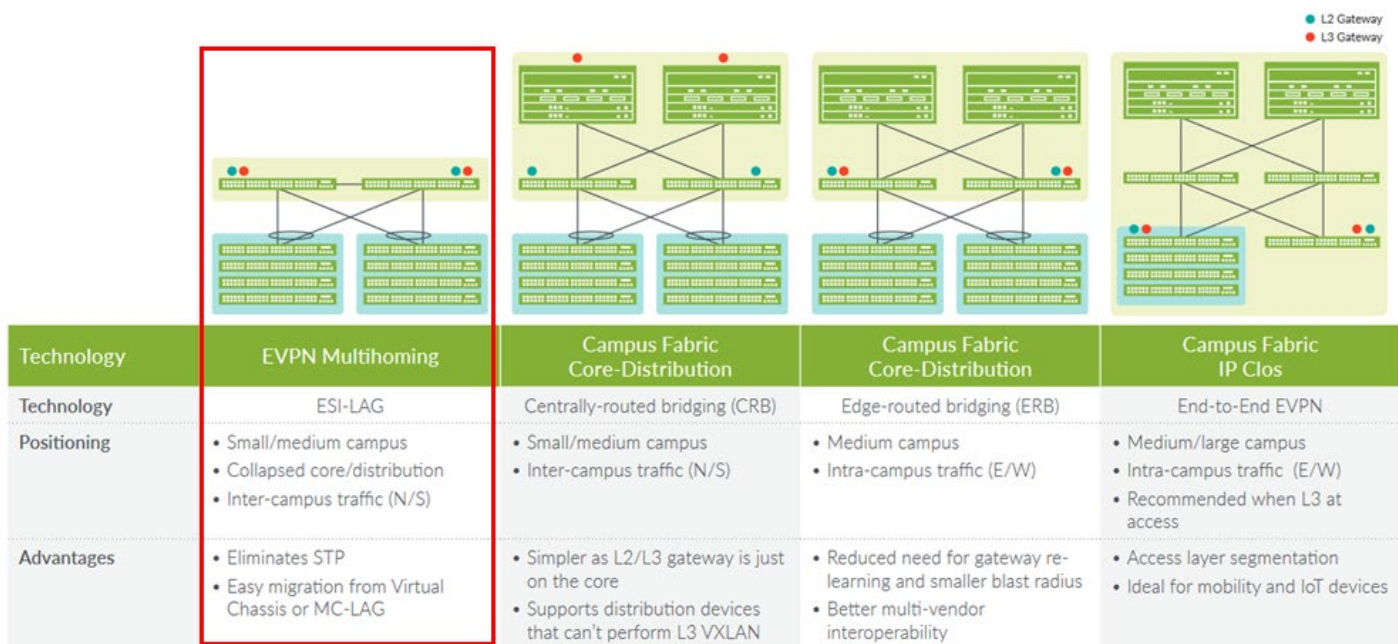 L2 Gateway
L3 Gateway
Technology
EVPN Multihoming
Campus Fabric
Core-Distribution
Campus Fabric
Core-Distribution
Campus Fabric
IP Clos
Technology
ESI-LAG
Centrally-routed bridging (CRB)
Edge-routed bridging (ERB)
End-to-End EVPN
Positioning
• Small/medium campus
• Collapsed core/distribution
• Inter-campus traffic (N/S)
• Small/medium campus
• Inter-campus traffic (N/S)
• Medium campus
• Intra-campus traffic (E/W)
• Medium/large campus
• Intra-campus traffic (E/W)
• Recommended when L3 at
access
Advantages
• Eliminates STP
• Easy migration from Virtual
Chassis or MC-LAG
• Simpler as L2/L3 gateway is just
on the core
• Supports distribution devices
that can't perform L3 VXLAN
• Reduced need for gateway re-
learning and smaller blast radius
• Better multi-vendor
interoperability
• Access layer segmentation
• Ideal for mobility and IoT devices